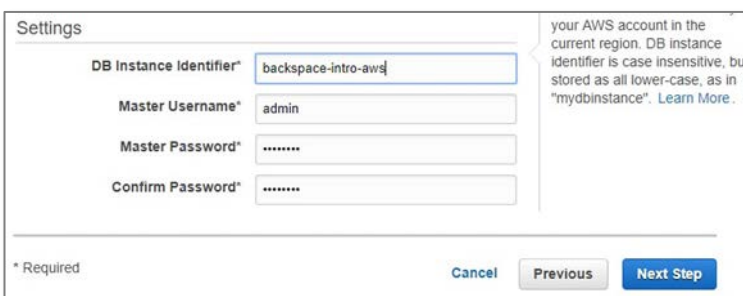 Settings
DB Instance Identifier* backspace-intro-aws
Master Username* admin
Master Password* ••••••••
Confirm Password* ••••••••
your AWS account in the
current region. DB instance
identifier is case insensitive, bu
stored as all lower-case, as in
"mydbinstance". Learn More.
* Required
Cancel Previous Next Step